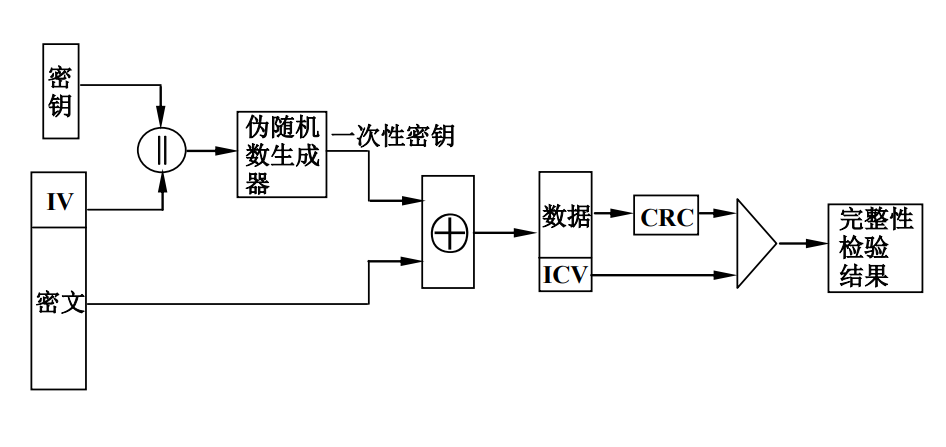 密
钥
||
伪随机
数生成
器
一次性密钥
IV
密文
数据
ICV
CRC
完整性
检验
结果